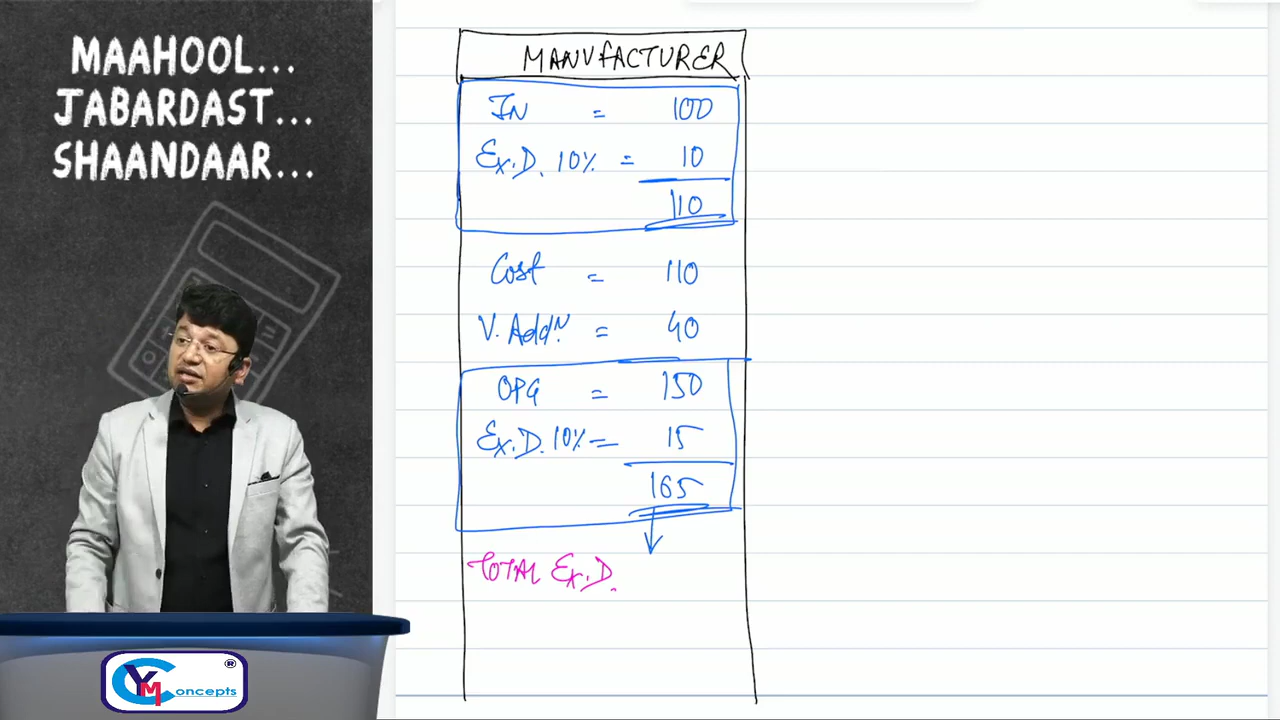 MAAHOOL...
JABARDAST...
SHAANDAAR...
MANUFACTURER
IN = 100
Ex.D. 10% = 10
110
Cost = 110
V. Addn. = 40
OPG = 150
Ex.D. 10% = 15
165
TOTAL Ex.D.
CYM Concepts ®